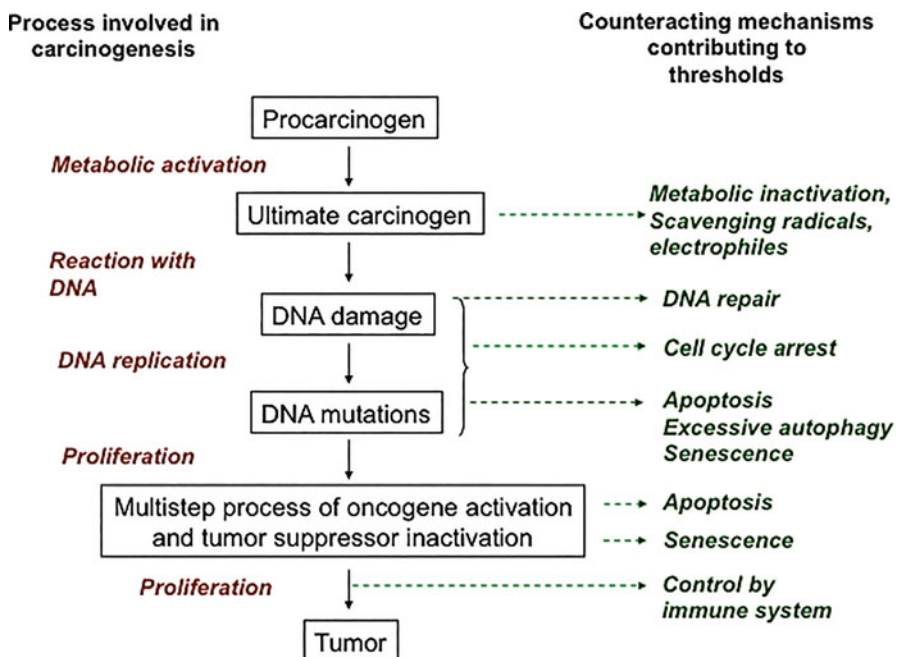 Process involved in
carcinogenesis
Counteracting mechanisms
contributing to
thresholds
Procarcinogen
Metabolic activation
Ultimate carcinogen
Metabolic inactivation,
Scavenging radicals,
electrophiles
Reaction with
DNA
DNA damage
DNA repair
DNA replication
Cell cycle arrest
DNA mutations
Apoptosis
Excessive autophagy
Senescence
Proliferation
Multistep process of oncogene activation
and tumor suppressor inactivation
Apoptosis
Senescence
Proliferation
Control by
immune system
Tumor